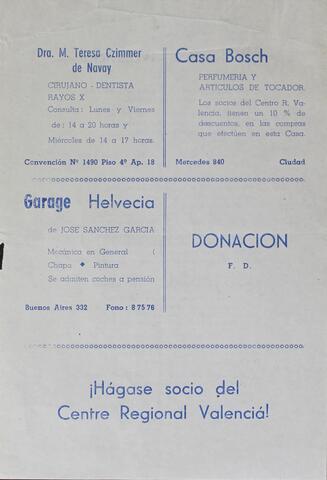 Dra. M. Teresa Czimmer
de Navay
CIRUJANO - DENTISTA
RAYOS X
Consulta: Lunes y Viernes
de: 14 a 20 horas y
Miércoles de 14 a 17 horas.
Convención Nº 1490 Piso 4º Ap. 18
Casa Bosch
PERFUMERIA Y
ARTICULOS DE TOCADOR.
Los socios del Centro R. Va-
lencia, tienen un 10 % de
descuentos, en las compras
que efectúen en esta Casa.
Mercedes 840 Ciudad
Garage Helvecia
de JOSE SANCHEZ GARCIA
Mecánica en General (
Chapa ◆ Pintura
Se admiten coches a pensión
Buenos Aires 332 Fono: 8 75 76
DONACION
F. D.
¡Hágase socio del
Centre Regional Valenciá!